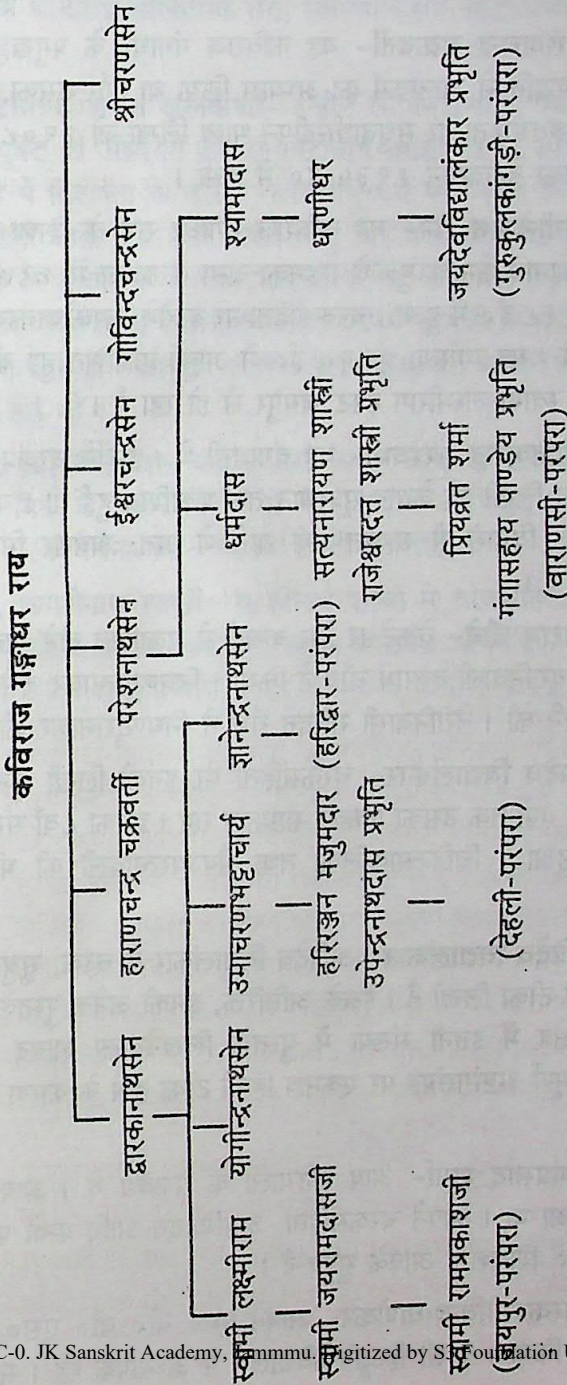 कविराज गङ्गाधर राय
द्वारकानाथसेन हाराणचन्द्र चक्रवर्ती परेशनाथसेन ईश्वरचन्द्रसेन गोविन्दचन्द्रसेन श्रीचरणसेन
स्वामी लक्ष्मीराम योगीन्द्रनाथसेन उमाचरणभट्टाचार्य ज्ञानेन्द्रनाथसेन धर्मदास श्यामादास
स्वामी जयरामदासजी हरिरञ्जन मजुमदार (हरिद्वार-परंपरा) सत्यनारायण शास्त्री धरणीधर
उपेन्द्रनाथदास प्रभृति राजेश्वरदत्त शास्त्री प्रभृति
स्वामी रामप्रकाशजी प्रियव्रत शर्मा जयदेवविद्यालंकार प्रभृति
(जयपुर-परंपरा) (देहली-परंपरा) गंगासहाय पाण्डेय प्रभृति (गुरुकुलकांगड़ी-परंपरा)
(वाराणसी-परंपरा)
C-0. JK Sanskrit Academy, Jammmu. Digitized by S3 Foundation U